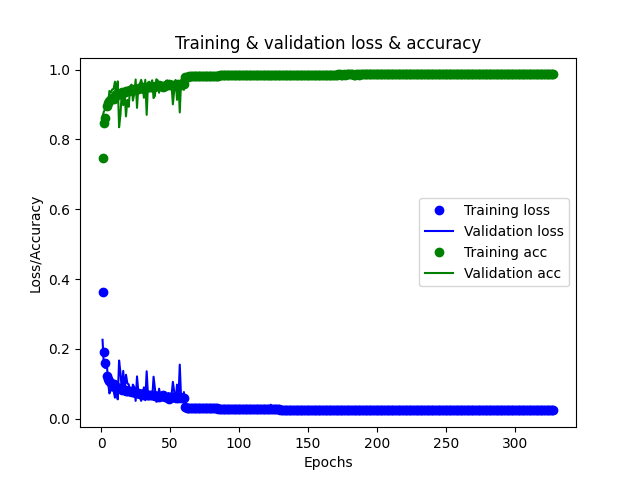 Training & validation loss & accuracy
1.0
0.8
0.6
0.4
0.2
0.0
Loss/Accuracy
Training loss
Validation loss
Training acc
Validation acc
0 50 100 150 200 250 300
Epochs